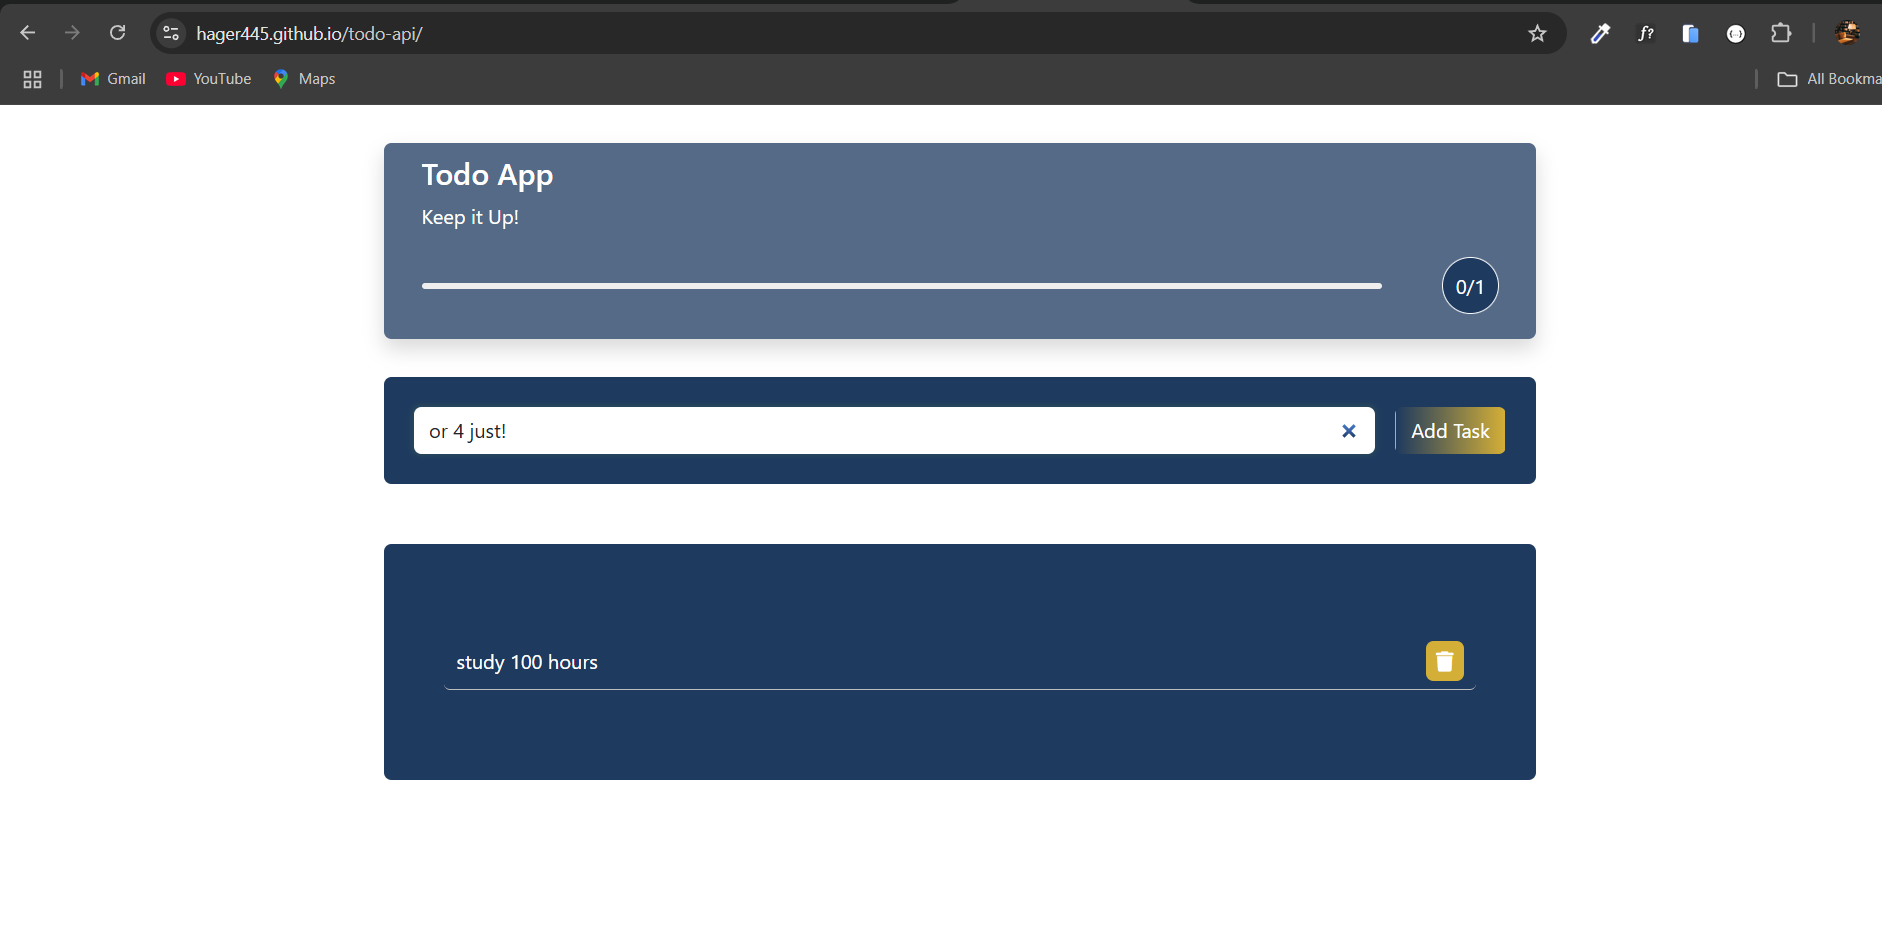 hager445.github.io/todo-api/
f?
Gmail
YouTube
Maps
All Bookma
Todo App
Keep it Up!
0/1
or 4 just!
Add Task
study 100 hours